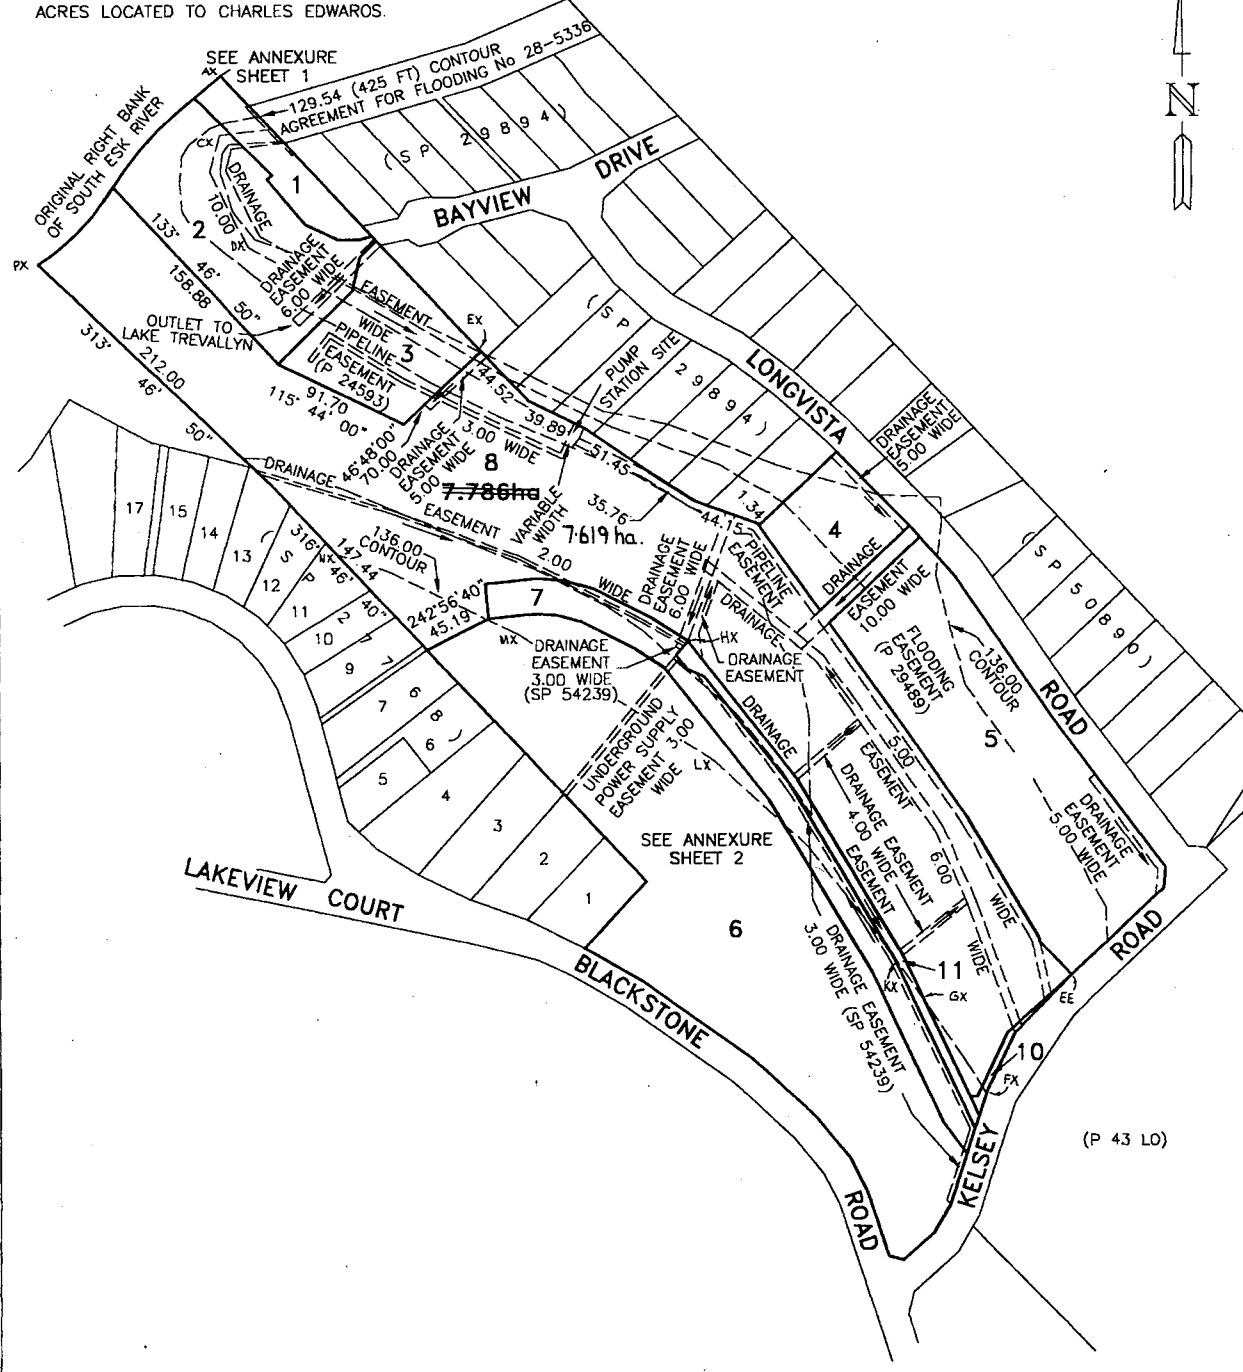 ACRES LOCATED TO CHARLES EDWAROS.
SEE ANNEXURE
SHEET 1
AX
129.54 (425 FT) CONTOUR
AGREEMENT FOR FLOODING No 28-5336
N
ORIGINAL RIGHT BANK
OF SOUTH ESK RIVER
CX
(SP 29894)
BAYVIEW DRIVE
DRAINAGE
10.00
1
2
DX
PX
133° 46' 50"
158.88
DRAINAGE
EASEMENT
6.00 WIDE
EASEMENT
WIDE
EX
OUTLET TO
LAKE TREVALLYN
PIPELINE
EASEMENT
(P 24593)
3
313° 46' 50"
212.00
91.70
115° 44' 00"
46°48'00"
70.00
44.52
39.89
51.45
PUMP
STATION SITE
(SP 29894)
LONGVISTA
DRAINAGE
EASEMENT
5.00 WIDE
DRAINAGE
EASEMENT
5.00 WIDE
3.00 WIDE
8
7.786ha
7.619 ha.
35.76
VARIABLE
WIDTH
44.15
1.34
4
DRAINAGE
EASEMENT
2.00
WIDE
17
15
14
13
12
11
10
9
7
6
5
4
3
2
1
(SP 27768)
316° 46' 40"
147.44
136.00
CONTOUR
242°56'40"
45.19
7
MX
DRAINAGE
EASEMENT
3.00 WIDE
(SP 54239)
DRAINAGE
EASEMENT
6.00 WIDE
PIPELINE
EASEMENT
DRAINAGE
EASEMENT
10.00 WIDE
HX
DRAINAGE
EASEMENT
DRAINAGE
FLOODING
EASEMENT
(P 29489)
136.00
CONTOUR
(SP 50890)
ROAD
5
UNDERGROUND
POWER SUPPLY
EASEMENT 3.00
WIDE
LX
DRAINAGE
EASEMENT
5.00
EASEMENT
6.00
WIDE
WIDE
DRAINAGE EASEMENT
4.00 WIDE
DRAINAGE
EASEMENT
5.00 WIDE
SEE ANNEXURE
SHEET 2
6
LAKEVIEW COURT
BLACKSTONE
ROAD
DRAINAGE EASEMENT
3.00 WIDE (SP 54239)
KX
11
GX
EE
10
FX
KELSEY
ROAD
(P 43 LO)